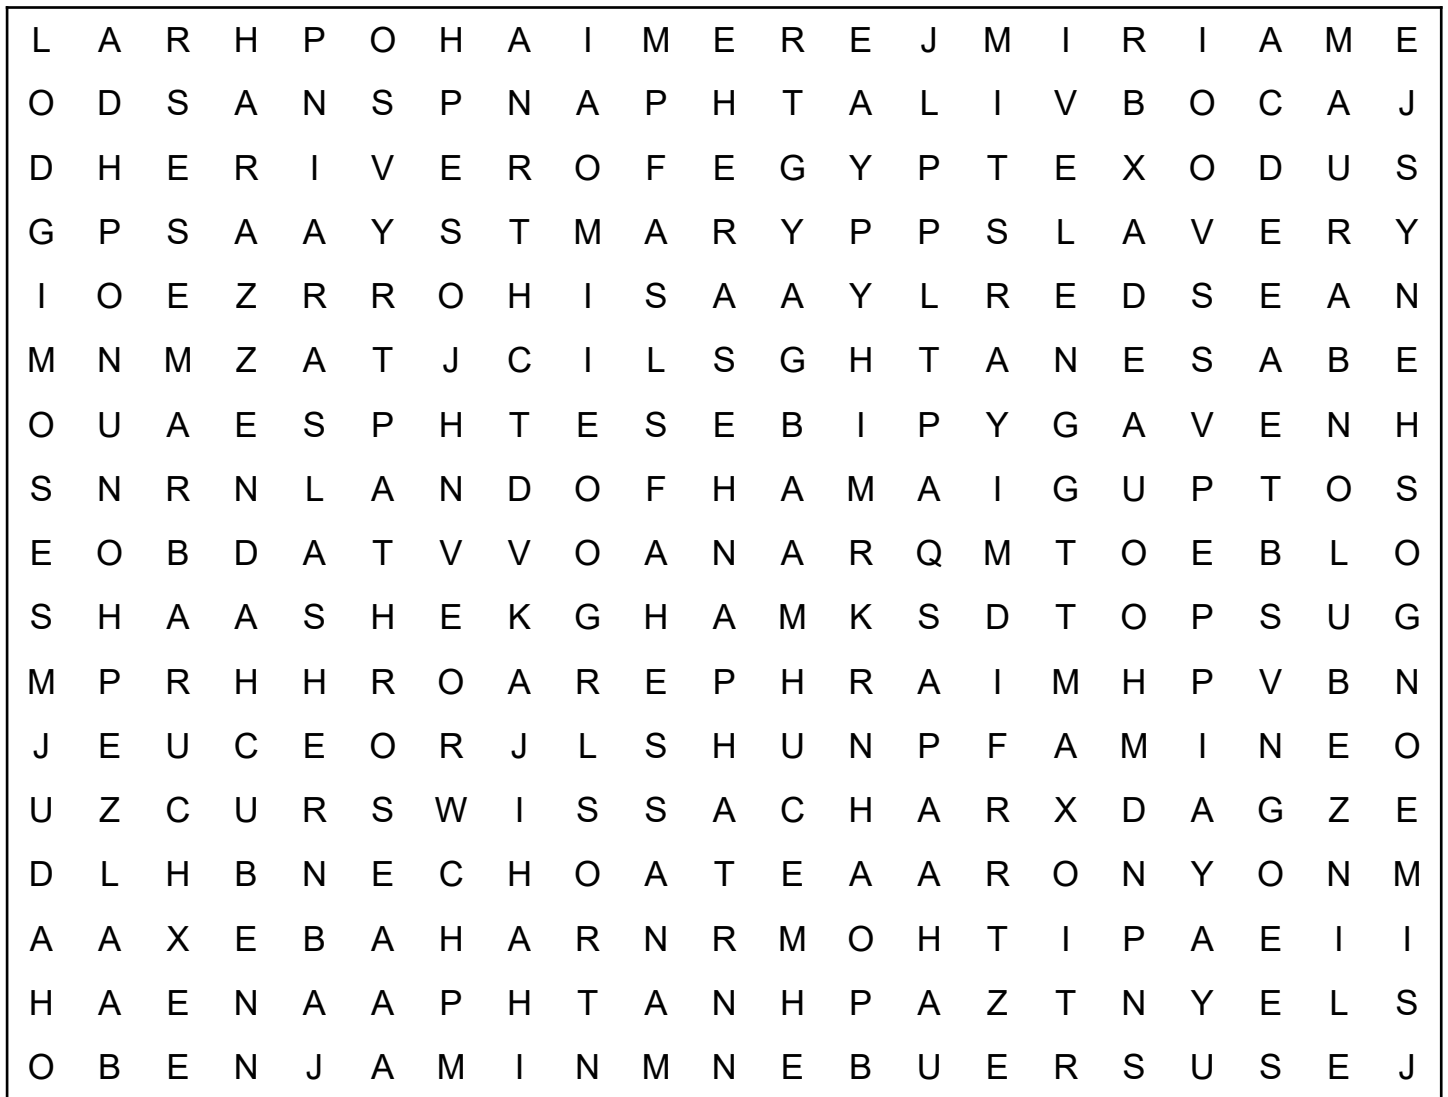 L A R H P O H A I M E R E J M I R I A M E
O D S A N S P N A P H T A L I V B O C A J
D H E R I V E R O F E G Y P T E X O D U S
G P S A A Y S T M A R Y P P S L A V E R Y
I O E Z R R O H I S A A Y L R E D S E A N
M N M Z A T J C I L S G H T A N E S A B E
O U A E S P H T E S E B I P Y G A V E N H
S N R N L A N D O F H A M A I G U P T O S
E O B D A T V V O A N A R Q M T O E B L O
S H A A S H E K G H A M K S D T O P S U G
M P R H H R O A R E P H R A I M H P V B N
J E U C E O R J L S H U N P F A M I N E O
U Z C U R S W I S S A C H A R X D A G Z E
D L H B N E C H O A T E A A R O N Y O N M
A A X E B A H A R N R M O H T I P A E I I
H A E N A A P H T A N H P A Z T N Y E L S
O B E N J A M I N M N E B U E R S U S E J